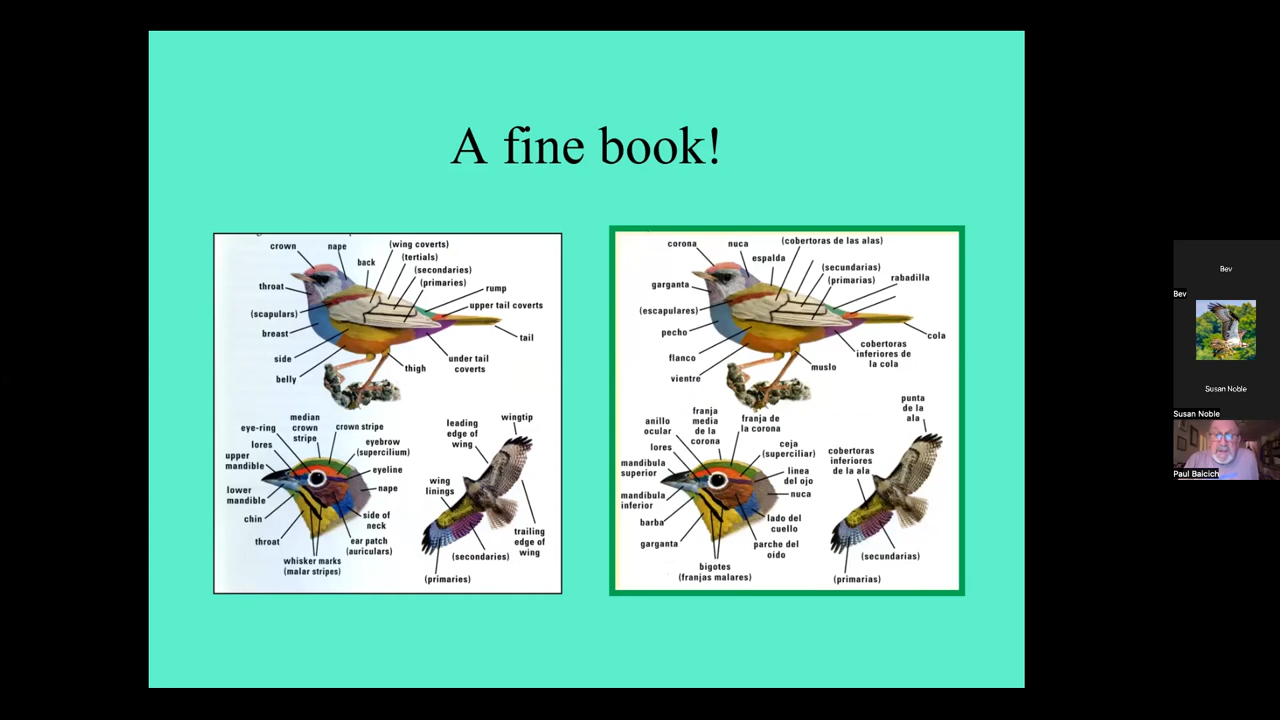 A fine book!
crown
nape
(wing coverts)
(tertials)
back
(secondaries)
(primaries)
throat
rump
upper tail coverts
(scapulars)
breast
tail
side
under tail
coverts
thigh
belly
median
crown
stripe
eye-ring
crown stripe
lores
eyebrow
(supercilium)
upper
mandible
eyeline
nape
lower
mandible
chin
side of
neck
throat
ear patch
(auriculars)
whisker marks
(malar stripes)
leading
edge of
wing
wingtip
wing
linings
trailing
edge of
wing
(secondaries)
(primaries)
corona
nuca
(cobertoras de las alas)
espalda
(secundarias)
(primarias)
rabadilla
garganta
(escapulares)
pecho
cola
flanco
cobertoras
inferiores de
la cola
muslo
vientre
franja
media
de la
corona
anillo
ocular
franja de
la corona
lores
ceja
(superciliar)
mandibula
superior
linea
del ojo
nuca
mandibula
inferior
barba
lado del
cuello
garganta
parche del
oido
bigotes
(franjas malares)
punta
de la
ala
cobertoras
inferiores
de la ala
(secundarias)
(primarias)
Bev
Bev
Susan Noble
Susan Noble
Paul Baicich